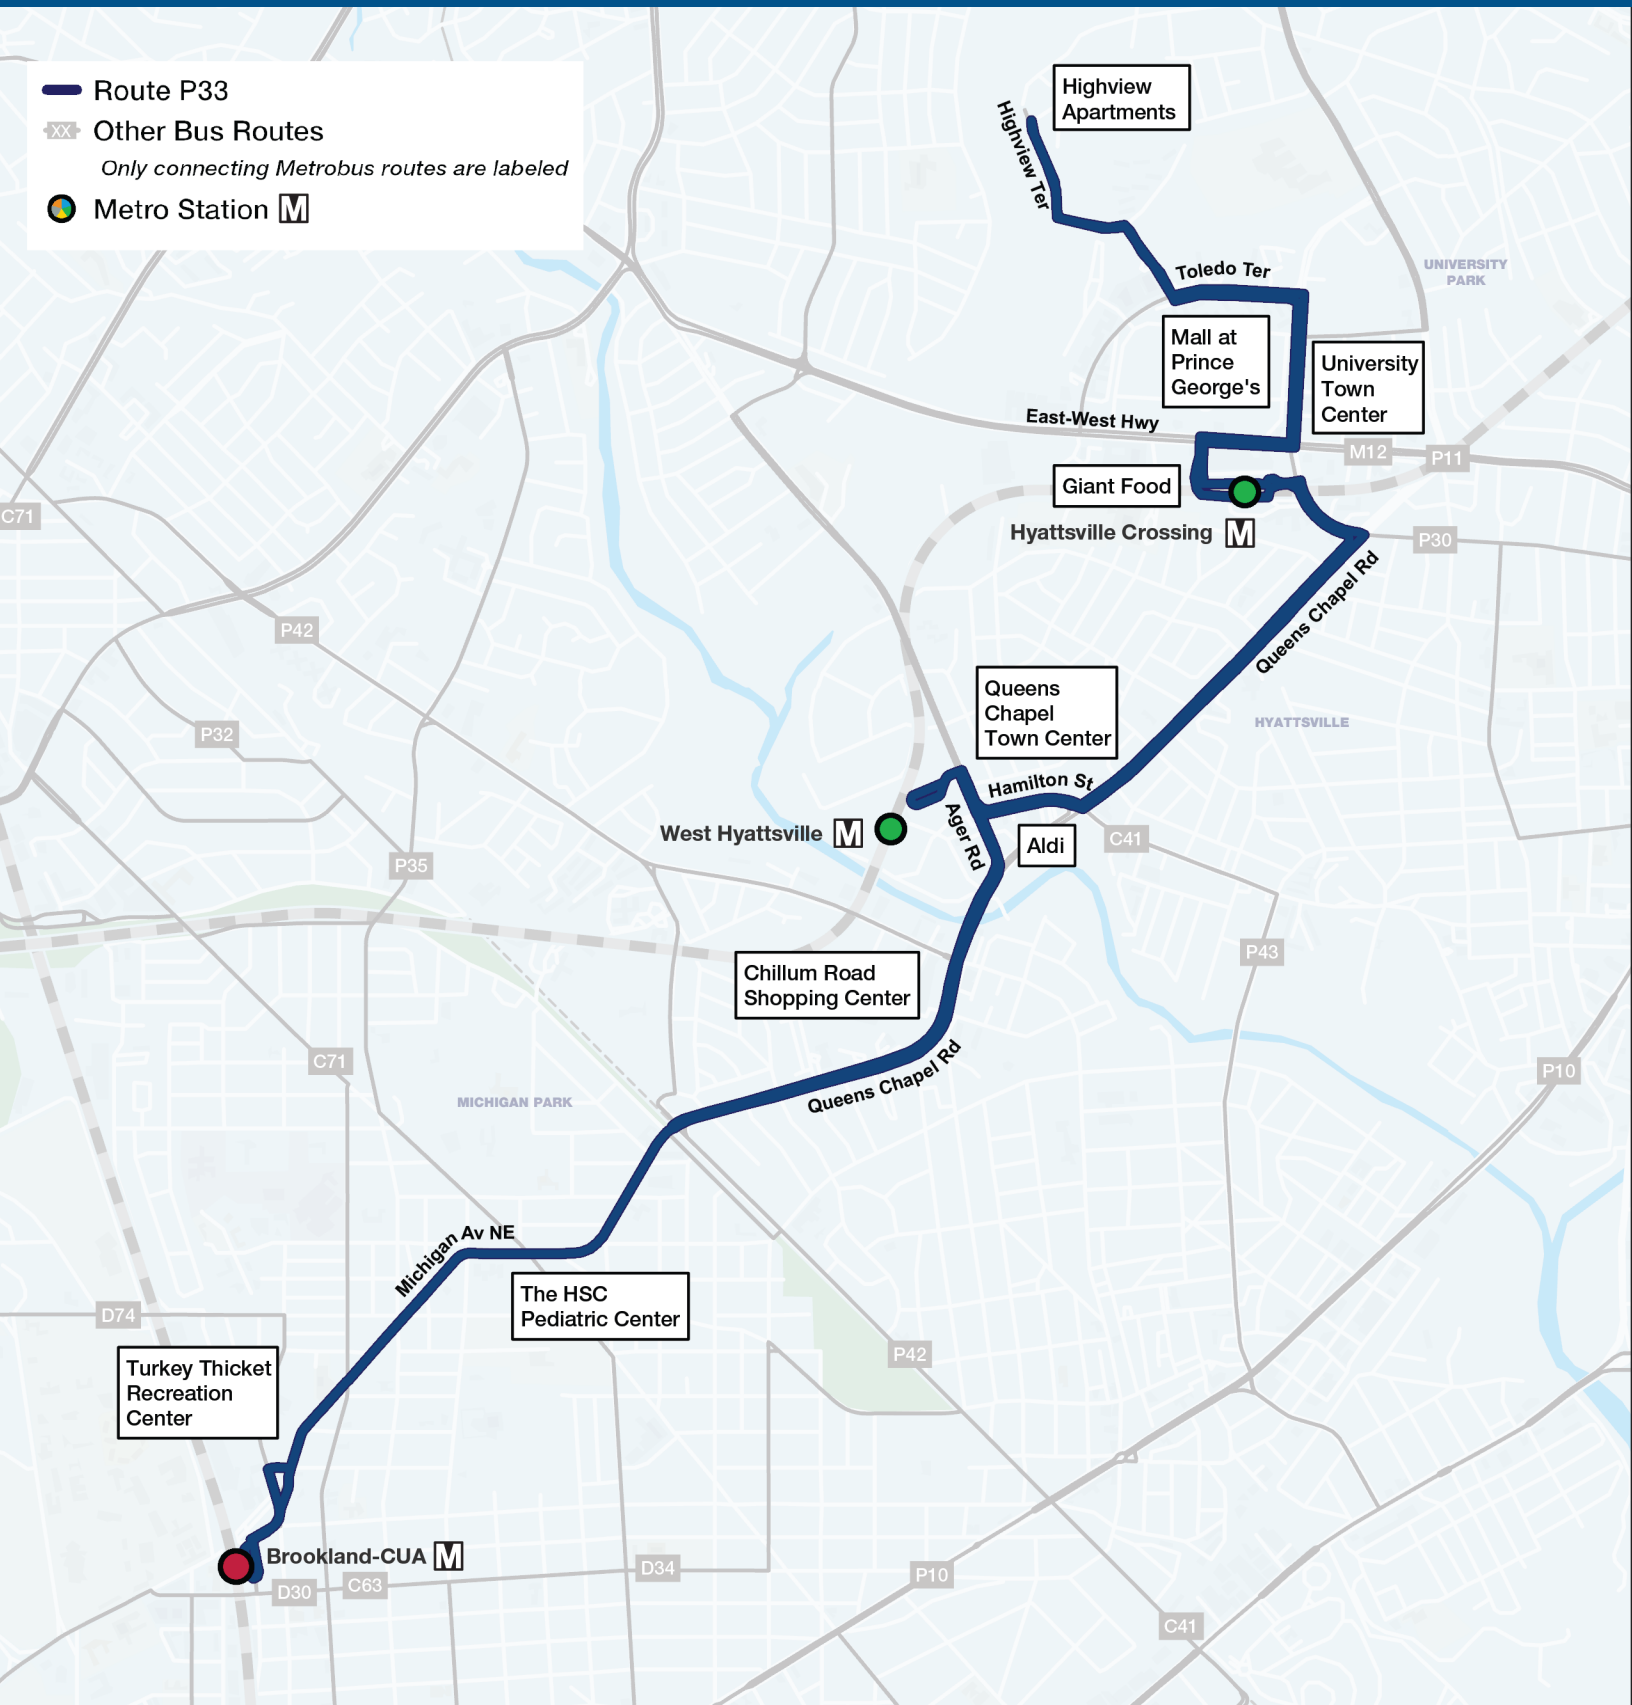 Route P33
XX Other Bus Routes
Only connecting Metrobus routes are labeled
Metro Station M
Highview
Apartments
Highview Ter
Toledo Ter
UNIVERSITY
PARK
Mall at
Prince
George's
University
Town
Center
East-West Hwy
M12
P11
Giant Food
Hyattsville Crossing M
C71
P30
Queens Chapel Rd
P42
Queens
Chapel
Town Center
HYATTSVILLE
P32
Hamilton St
Ager Rd
West Hyattsville M
Aldi
C41
P35
P43
Chillum Road
Shopping Center
C71
P10
Queens Chapel Rd
MICHIGAN PARK
Michigan Av NE
The HSC
Pediatric Center
D74
P42
Turkey Thicket
Recreation
Center
Brookland-CUA M
D30
C63
D34
P10
C41